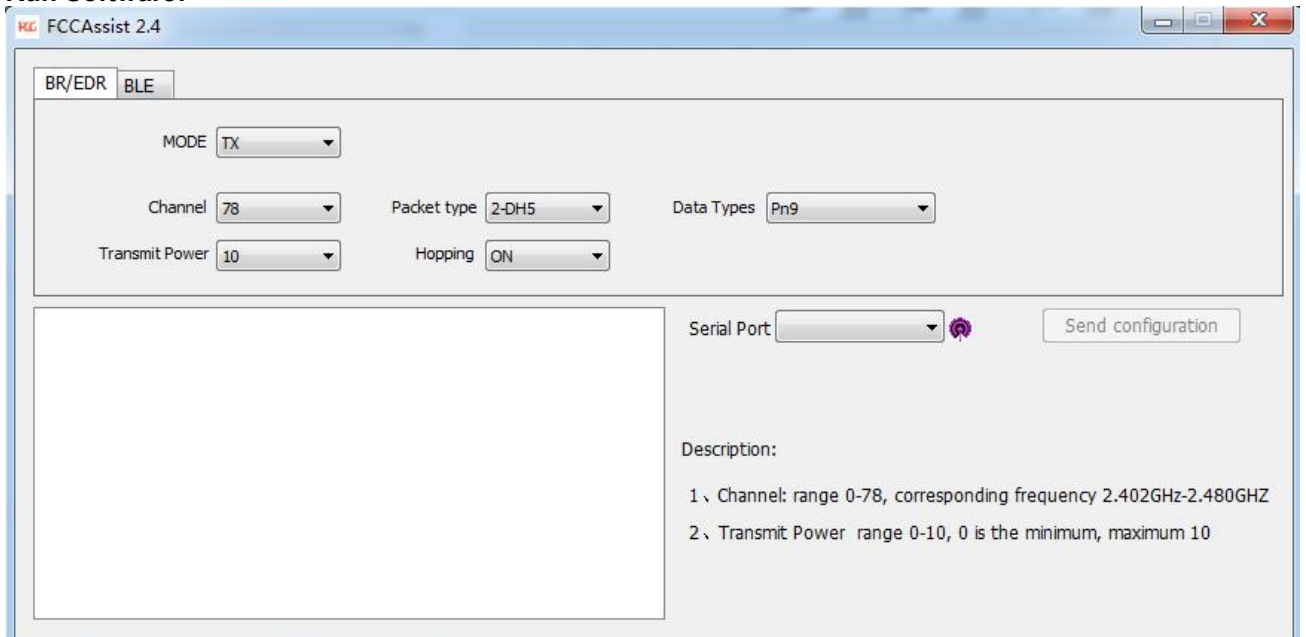 FCCAssist 2.4
BR/EDR BLE
MODE TX
Channel 78 Packet type 2-DH5 Data Types Pn9
Transmit Power 10 Hopping ON
Serial Port Send configuration
Description:
1、Channel: range 0-78, corresponding frequency 2.402GHz-2.480GHZ
2、Transmit Power range 0-10, 0 is the minimum, maximum 10